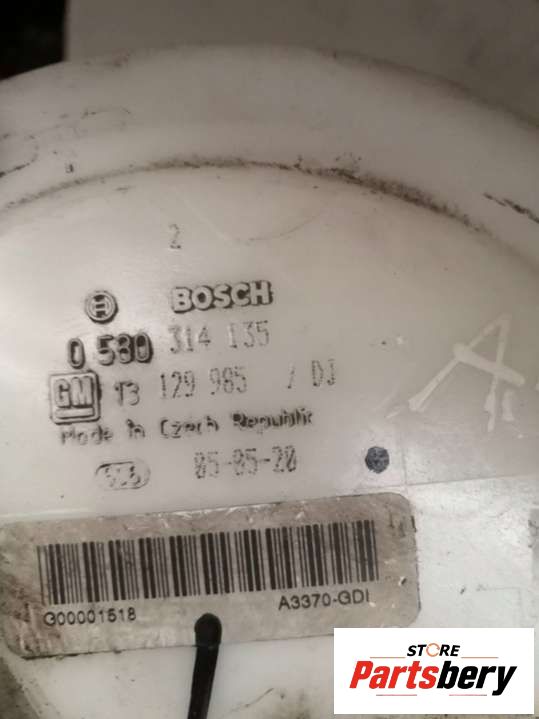 2
BOSCH
0 580 314 135
GM 13 129 985 / DJ
Made in Czech Republic
05-05-20
A
G00001518 A3370-GDI
STORE
Partsbery